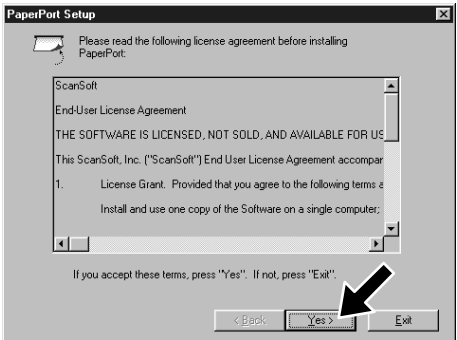 PaperPort Setup
Please read the following license agreement before installing
PaperPort:
ScanSoft
End-User License Agreement
THE SOFTWARE IS LICENSED, NOT SOLD, AND AVAILABLE FOR US
This ScanSoft, Inc. ("ScanSoft") End User License Agreement accompar
1. License Grant. Provided that you agree to the following terms a
Install and use one copy of the Software on a single computer;
If you accept these terms, press "Yes". If not, press "Exit".
< Back Yes > Exit